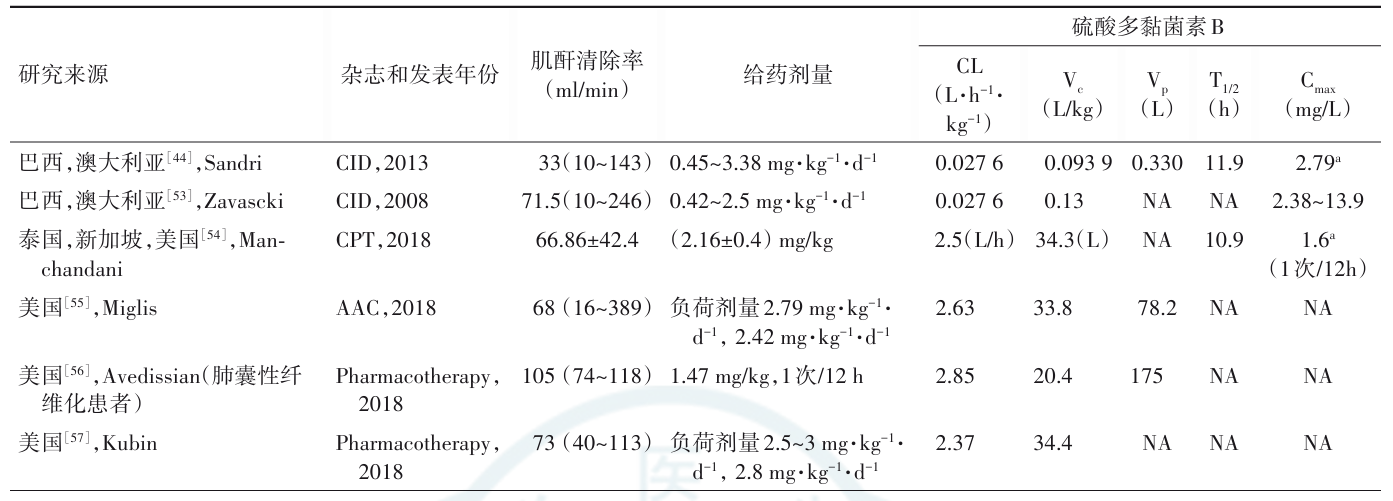 研究来源 杂志和发表年份 肌酐清除率 (ml/min) 给药剂量 硫酸多黏菌素B
CL (L·h⁻¹·kg⁻¹) Vc (L/kg) Vp (L) T1/2 (h) Cmax (mg/L)
巴西,澳大利亚[44],Sandri CID,2013 33(10~143) 0.45~3.38 mg·kg⁻¹·d⁻¹ 0.027 6 0.093 9 0.330 11.9 2.79ᵃ
巴西,澳大利亚[53],Zavascki CID,2008 71.5(10~246) 0.42~2.5 mg·kg⁻¹·d⁻¹ 0.027 6 0.13 NA NA 2.38~13.9
泰国,新加坡,美国[54],Man- CPT,2018 66.86±42.4 (2.16±0.4) mg/kg 2.5(L/h) 34.3(L) NA 10.9 1.6ᵃ
chandani (1次/12h)
美国[55],Miglis AAC,2018 68 (16~389) 负荷剂量2.79 mg·kg⁻¹· 2.63 33.8 78.2 NA NA
d⁻¹, 2.42 mg·kg⁻¹·d⁻¹
美国[56],Avedissian(肺囊性纤 Pharmacotherapy, 105 (74~118) 1.47 mg/kg,1次/12 h 2.85 20.4 175 NA NA
维化患者) 2018
美国[57],Kubin Pharmacotherapy, 73 (40~113) 负荷剂量2.5~3 mg·kg⁻¹· 2.37 34.4 NA NA NA
2018 d⁻¹, 2.8 mg·kg⁻¹·d⁻¹
医